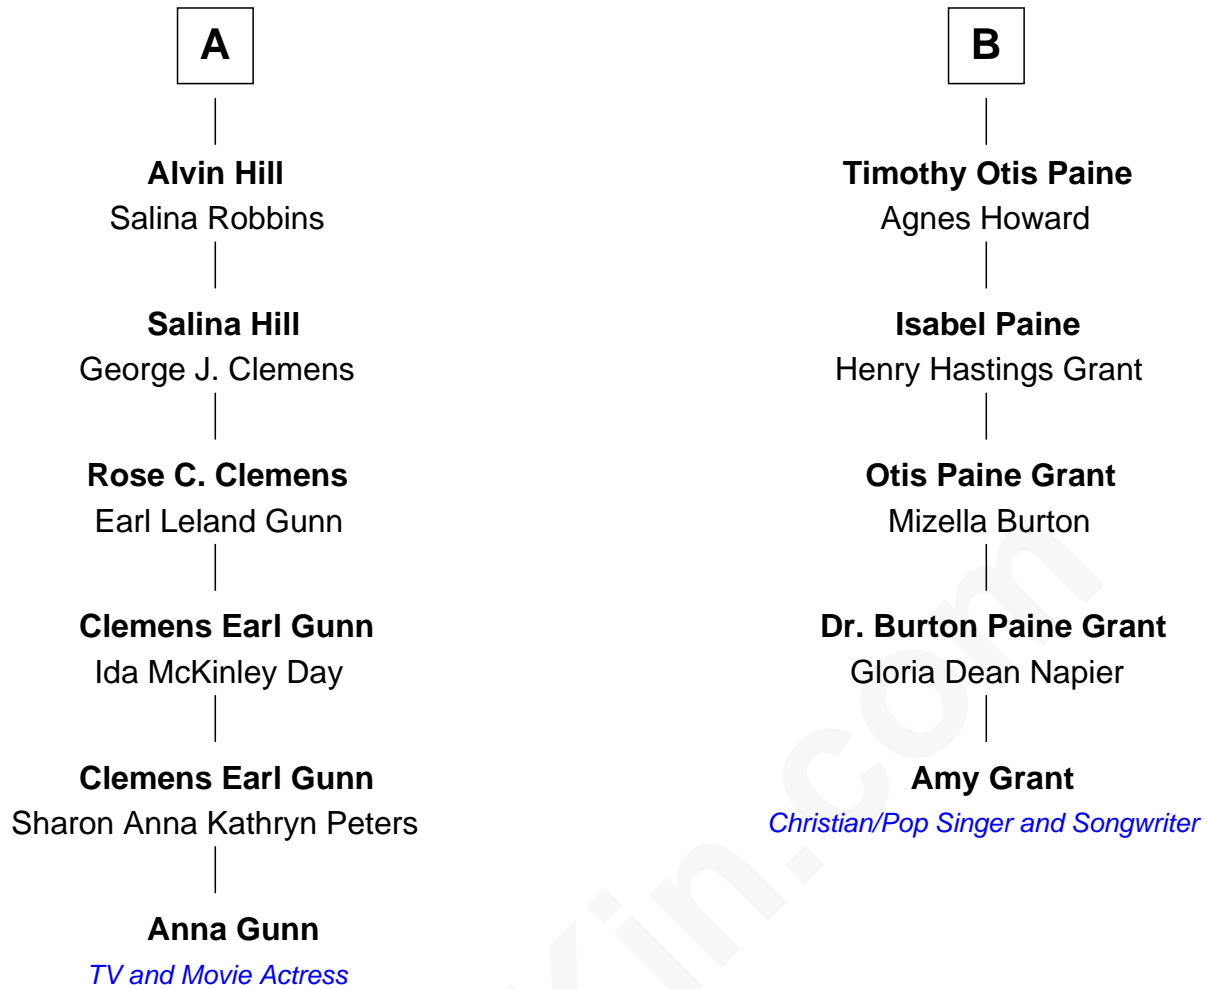 A
Alvin Hill
Salina Robbins
Salina Hill
George J. Clemens
Rose C. Clemens
Earl Leland Gunn
Clemens Earl Gunn
Ida McKinley Day
Clemens Earl Gunn
Sharon Anna Kathryn Peters
Anna Gunn
TV and Movie Actress
B
Timothy Otis Paine
Agnes Howard
Isabel Paine
Henry Hastings Grant
Otis Paine Grant
Mizella Burton
Dr. Burton Paine Grant
Gloria Dean Napier
Amy Grant
Christian/Pop Singer and Songwriter
Kin.com